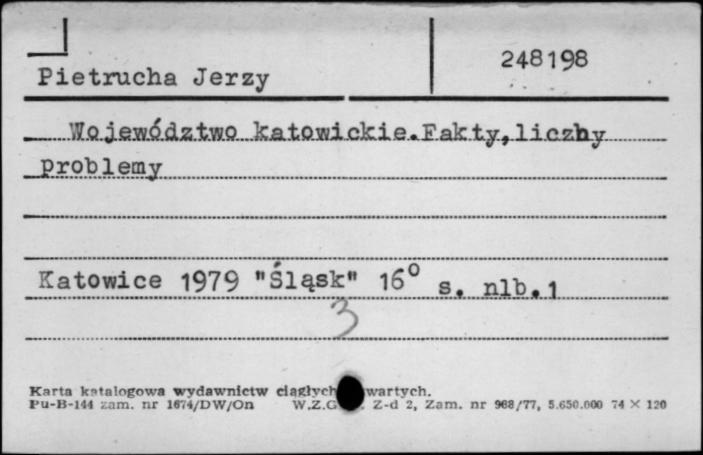 248198
Pietrucha Jerzy
Województwo katowickie.Fakty,liczby
problemy
Katowice 1979 "Śląsk" 16° s. nlb.1
3
Karta katalogowa wydawnictw ciągłych wartych.
Pu-B-144 zam. nr 1674/DW/On W.Z.G. Z-d 2, Zam. nr 968/77, 5.650.000 74 X 120